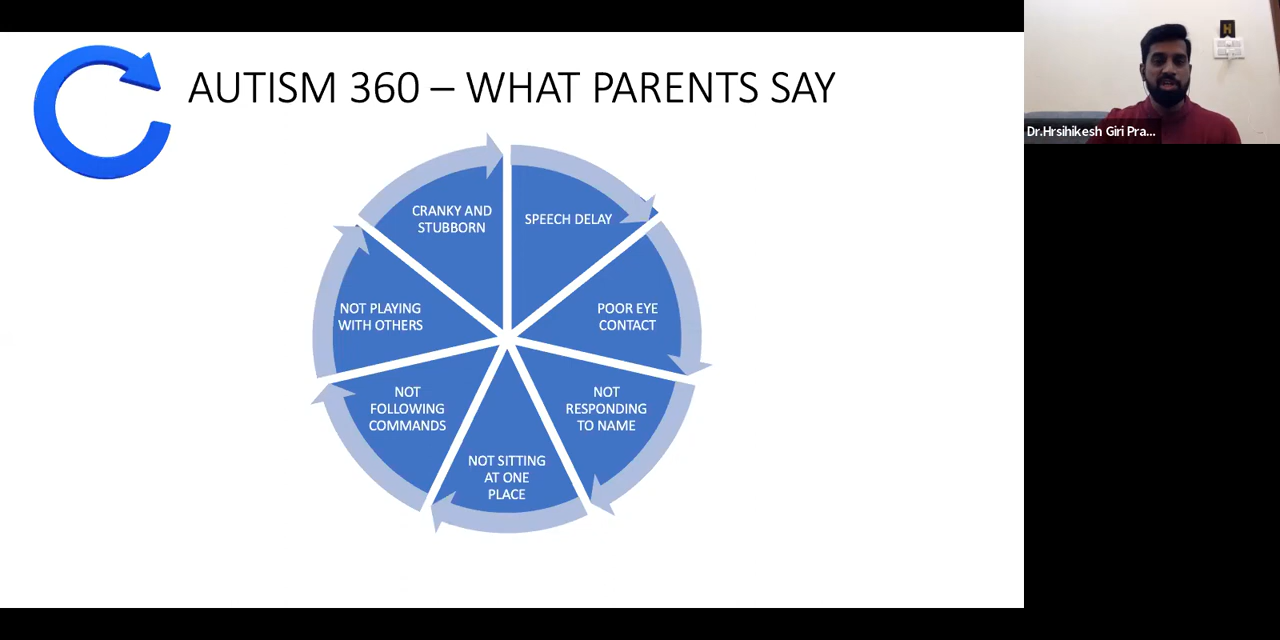 AUTISM 360 – WHAT PARENTS SAY
Dr.Hrsihikesh Giri Pra...
H
CRANKY AND
STUBBORN
SPEECH DELAY
NOT PLAYING
WITH OTHERS
POOR EYE
CONTACT
NOT
FOLLOWING
COMMANDS
NOT
RESPONDING
TO NAME
NOT SITTING
AT ONE
PLACE